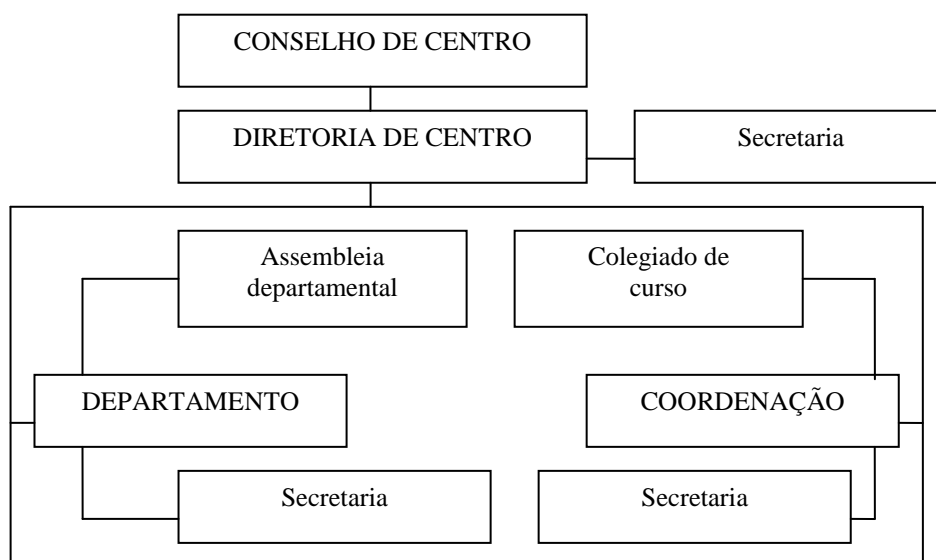 CONSELHO DE CENTRO
DIRETORIA DE CENTRO
Secretaria
Assembleia
departamental
Colegiado de
curso
DEPARTAMENTO
COORDENAÇÃO
Secretaria
Secretaria